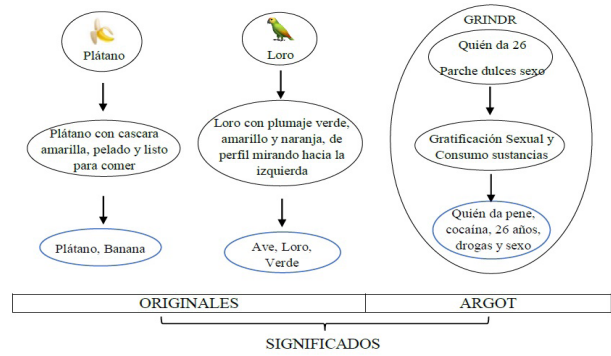 Plátano
Plátano con cascara
amarilla, pelado y listo
para comer
Plátano, Banana
Loro
Loro con plumaje verde,
amarillo y naranja, de
perfil mirando hacia la
izquierda
Ave, Loro,
Verde
GRINDR
Quién da 26
Parche dulces sexo
Gratificación Sexual y
Consumo sustancias
Quién da pene,
cocaína, 26 años,
drogas y sexo
ORIGINALES
ARGOT
SIGNIFICADOS